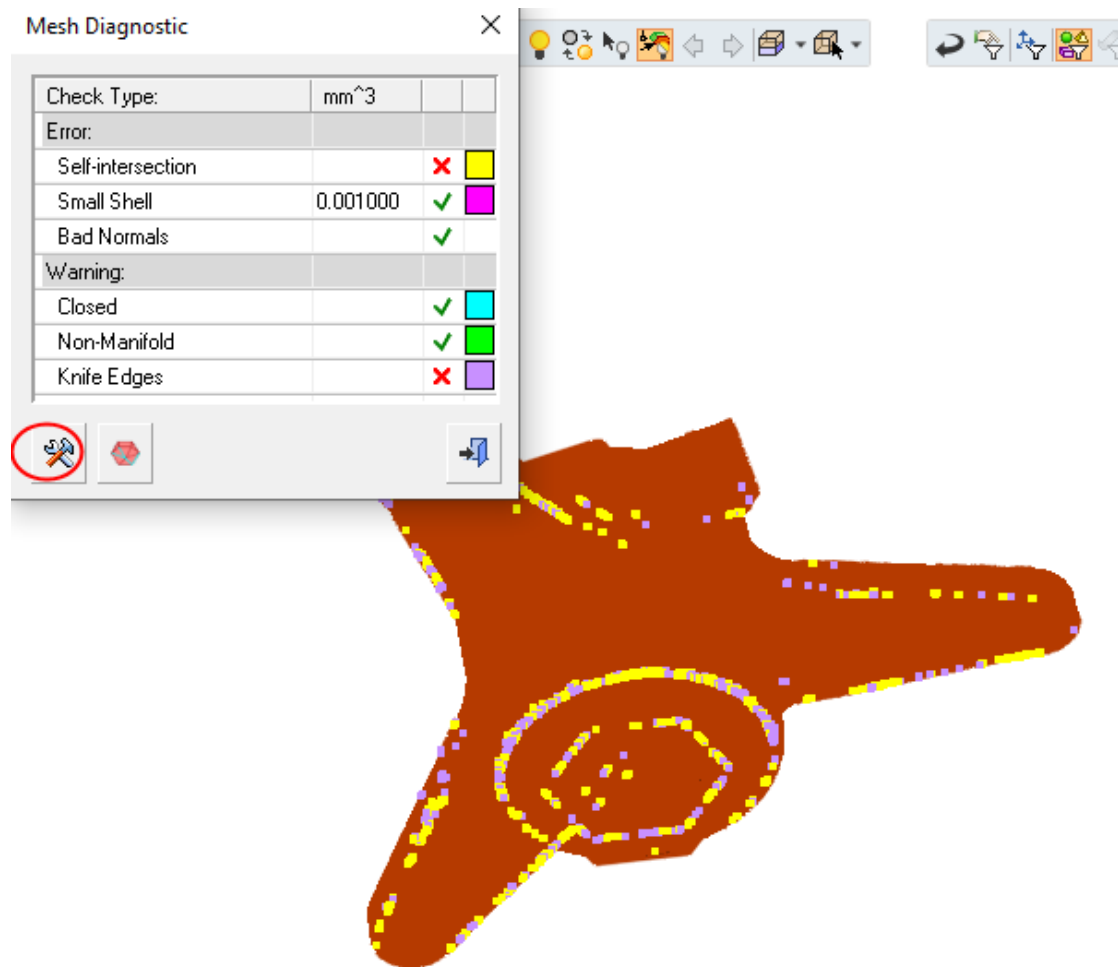 Mesh Diagnostic
Check Type: mm^3
Error:
Self-intersection
Small Shell 0.001000
Bad Normals
Warning:
Closed
Non-Manifold
Knife Edges